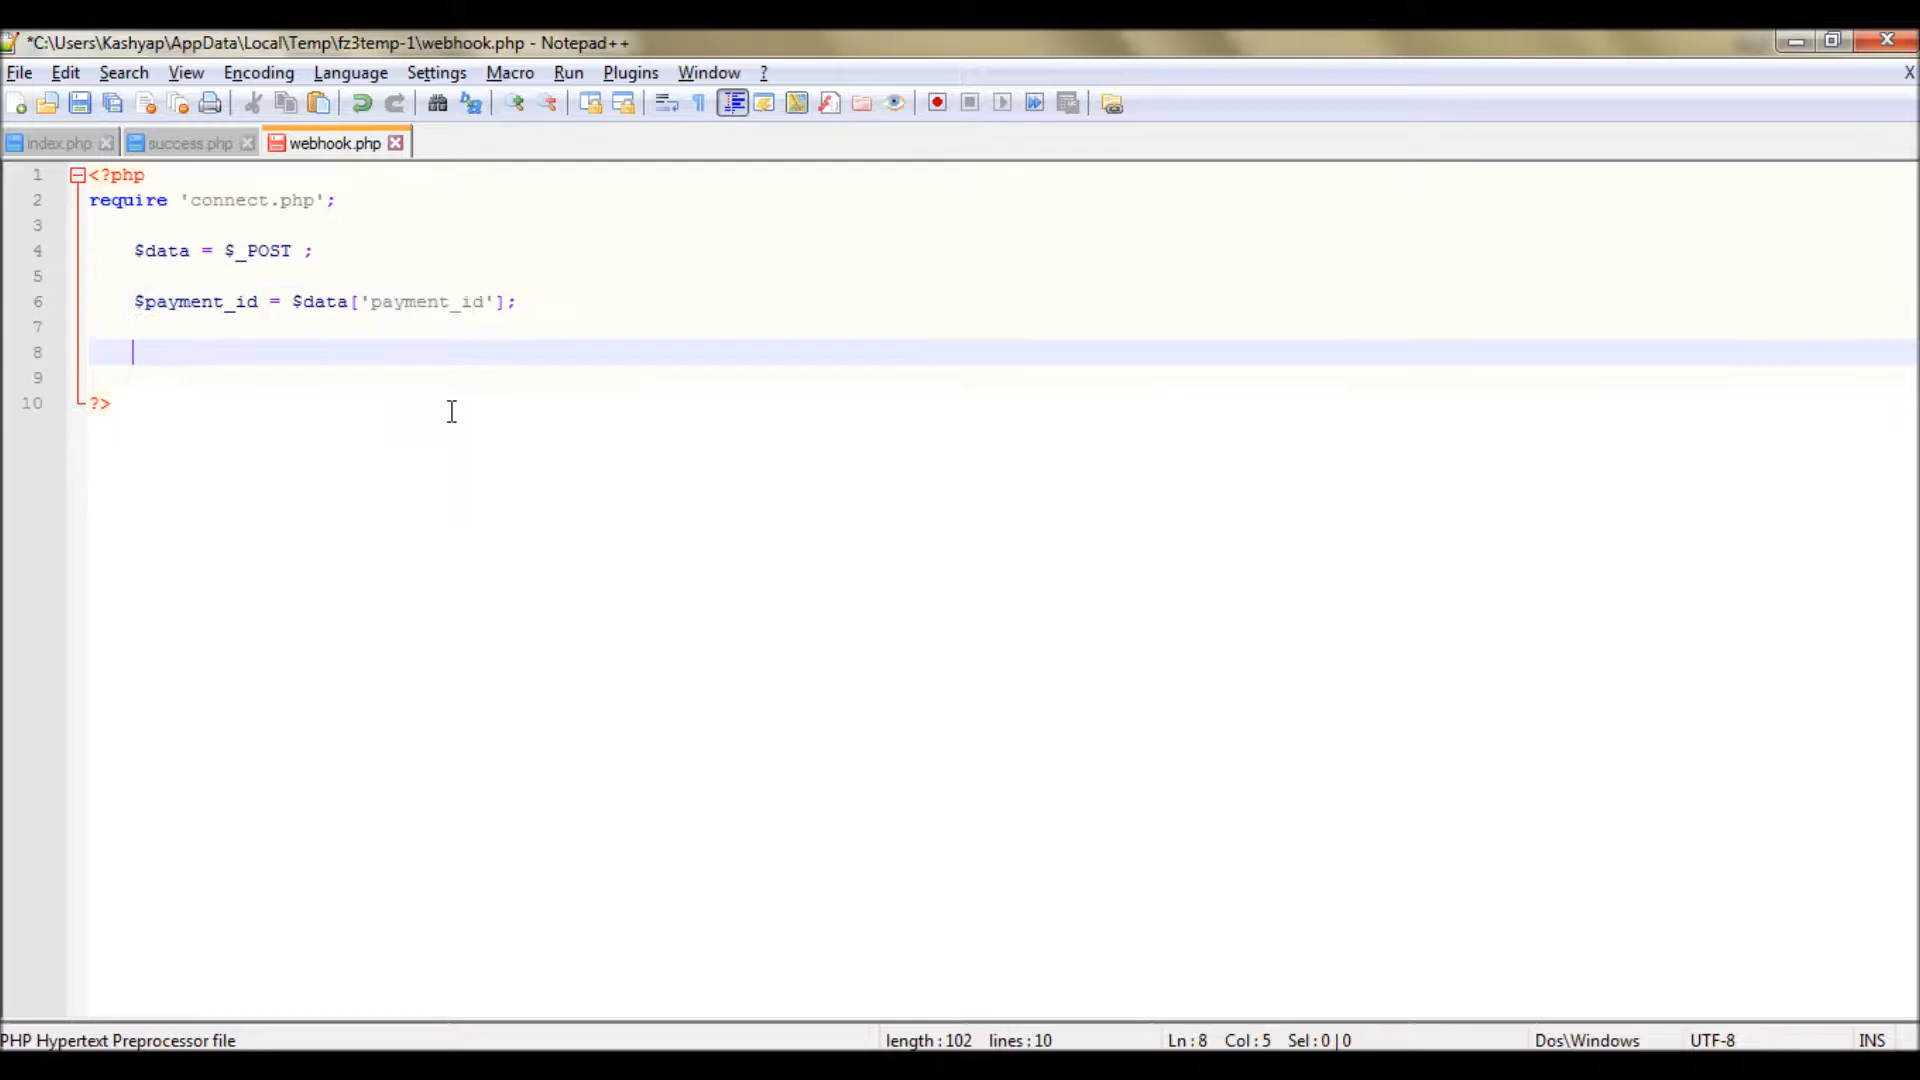 *C:\Users\Kashyap\AppData\Local\Temp\fz3temp-1\webhook.php - Notepad++
File Edit Search View Encoding Language Settings Macro Run Plugins Window ? X
index.php success.php webhook.php
1 <?php
2 require 'connect.php';
3
4 $data = $_POST ;
5
6 $payment_id = $data['payment_id'];
7
8
9
10 ?>
PHP Hypertext Preprocessor file length : 102 lines : 10 Ln : 8 Col : 5 Sel : 0 | 0 Dos\Windows UTF-8 INS